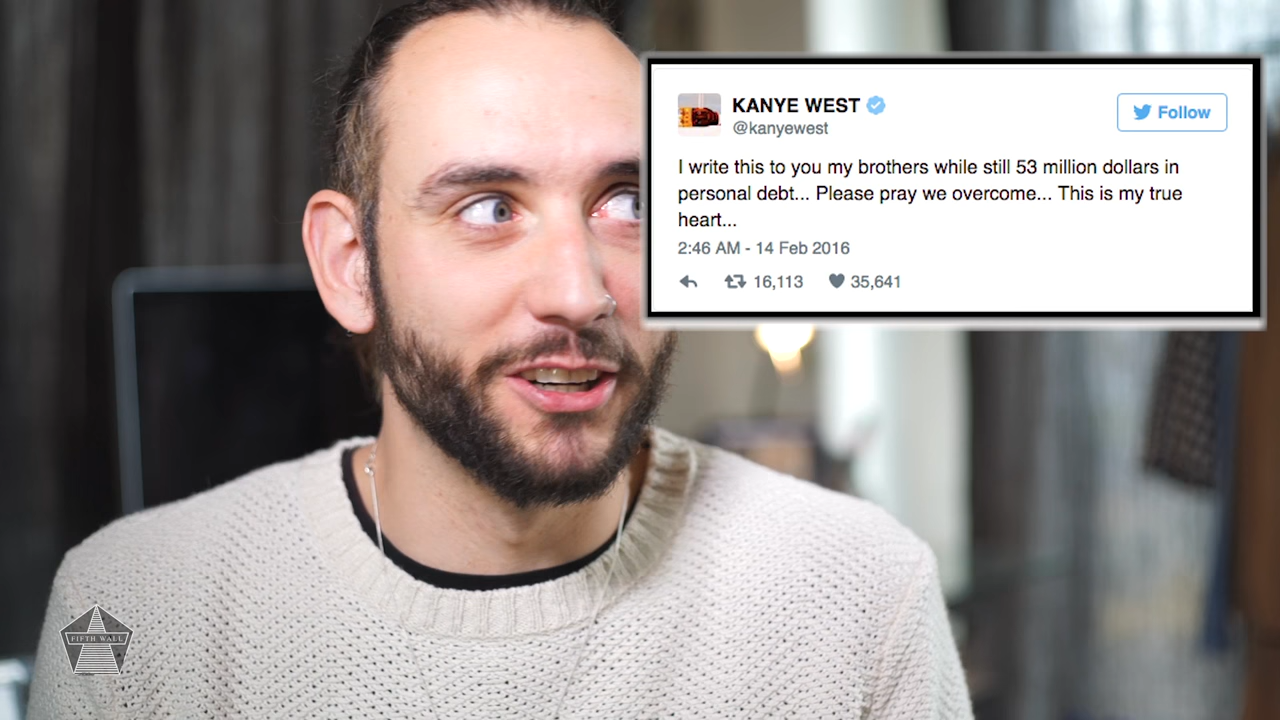 KANYE WEST
@kanyewest
Follow
I write this to you my brothers while still 53 million dollars in
personal debt... Please pray we overcome... This is my true
heart...
2:46 AM - 14 Feb 2016
16,113 35,641
FIFTH WALL